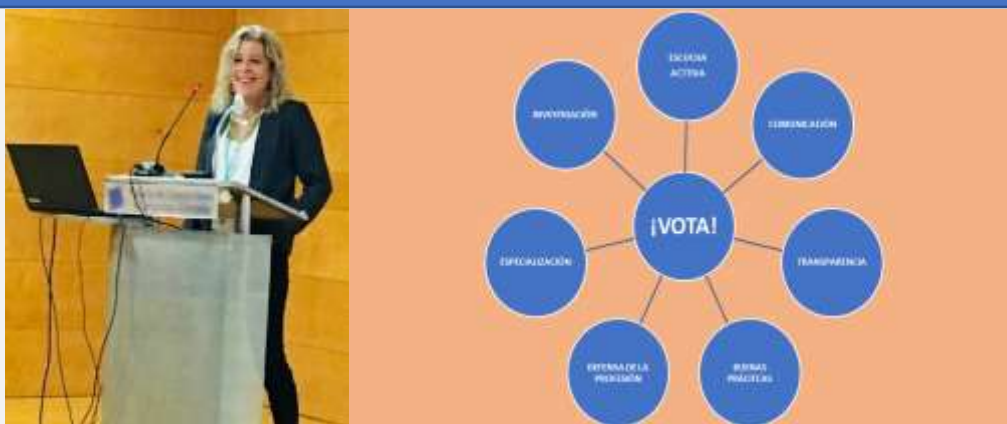 ESCUCHA
ACTIVA
INVESTIGACIÓN
COMUNICACIÓN
¡VOTA!
ESPECIALIZACIÓN
TRANSPARENCIA
DEFENSA DE LA
PROFESIÓN
BUENAS
PRÁCTICAS